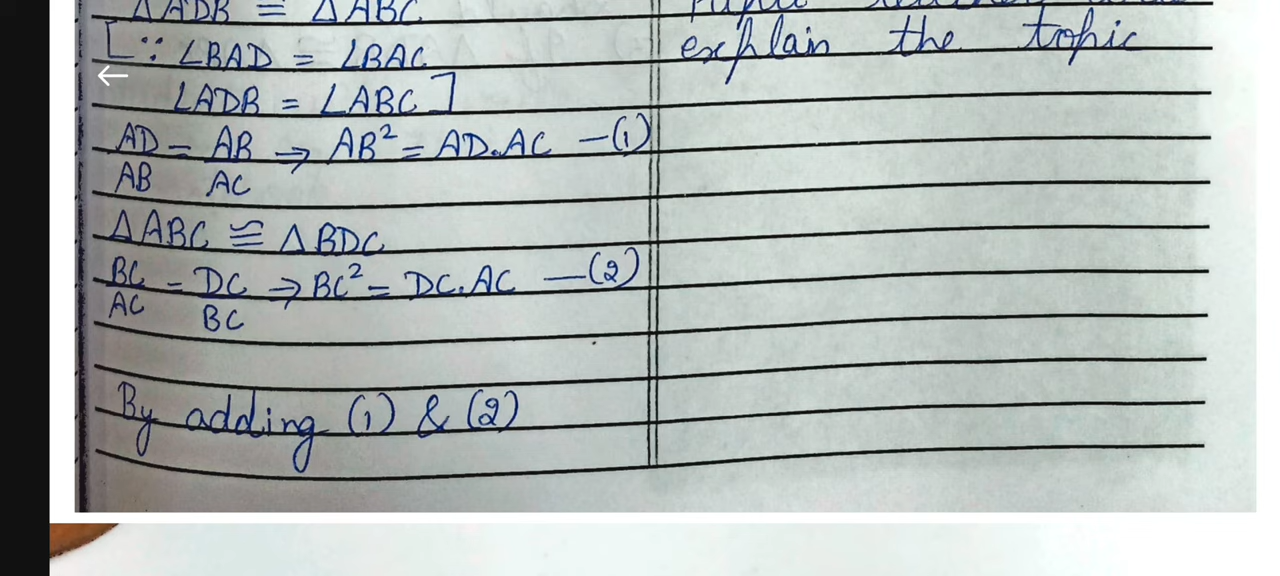 ΔADB ≅ ΔABC
[∵ ∠BAD = ∠BAC
∠ADB = ∠ABC]
AD/AB = AB/AC ⇒ AB² = AD.AC —(1)
ΔABC ≅ ΔBDC
BC/AC = DC/BC ⇒ BC² = DC.AC —(2)
By adding (1) & (2)
explain the topic